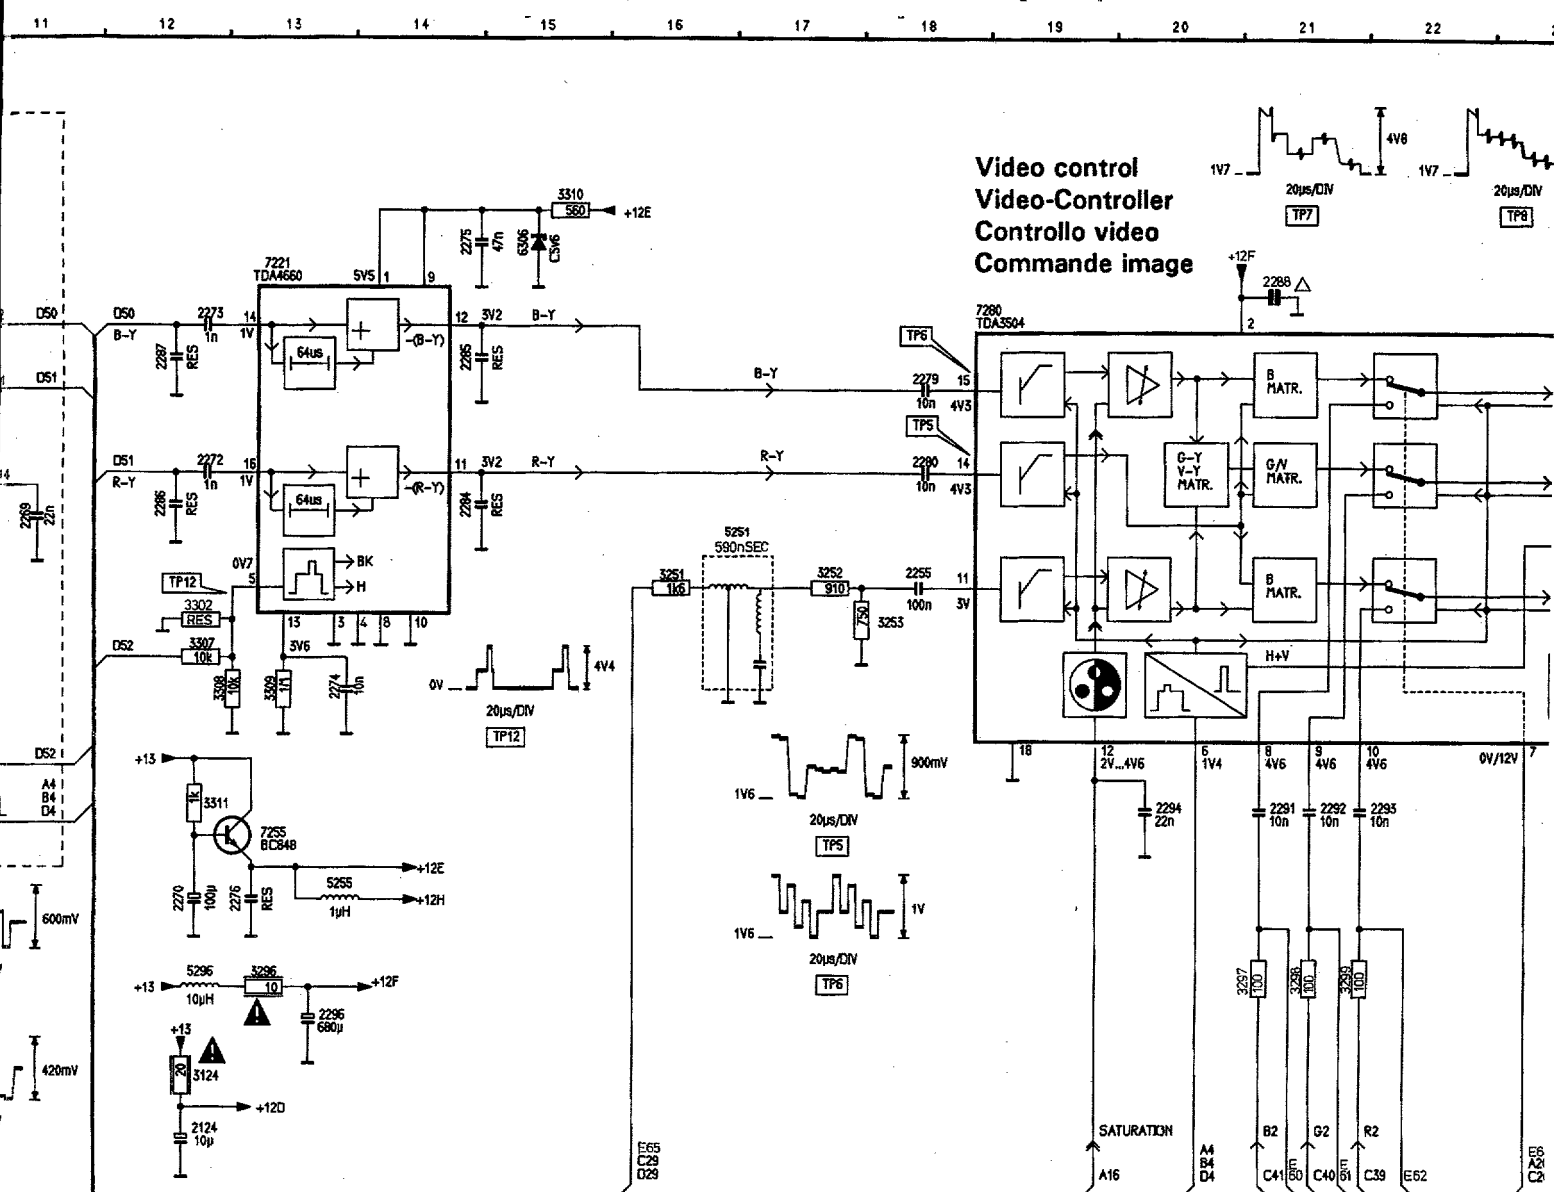 11 12 13 14 15 16 17 18 19 20 21 22
Video control
Video-Controller
Controllo video
Commande image
1V7
4V8
20µs/DIV
TP7
1V7
20µs/DIV
TP8
3310
560
+12E
2275
47n
6306
C5V6
7221
TDA4660
5V5 1
9
D50
D50
B-Y
2273
1n
14
1V
64us
12 3V2
-(B-Y)
B-Y
2287
RES
2285
RES
D51
D51
R-Y
2272
1n
16
1V
64us
11 3V2
-(R-Y)
R-Y
2286
RES
2284
RES
2269
22n
0V7
5
BK
H
TP12
3302
RES
D52
3307
10k
3308
10k
13
3V6
3 4 8 10
3309
1M
2274
10n
0V
4V4
20µs/DIV
TP12
B-Y
R-Y
TP6
2279
10n
15
4V3
TP5
2280
10n
14
4V3
5251
590nSEC
3251
1k6
3252
910
750
3253
2255
100n
11
3V
+12F
2288
2
7280
TDA3504
B
MATR.
G-Y
V-Y
MATR.
G/V
MATR.
B
MATR.
H+V
18
12
2V...4V6
6
1V4
8
4V6
9
4V6
10
4V6
0V/12V 7
2294
22n
2291
10n
2292
10n
2293
10n
3297
100
3298
100
3299
100
D52
A4
B4
D4
+13
1k
3311
7255
BC848
2270
100µ
2276
RES
+12E
5255
1µH
+12H
600mV
+13
5296
10µH
3296
10
+12F
2296
680µ
+13
20
3124
+12D
2124
10µ
420mV
1V6
900mV
20µs/DIV
TP5
1V6
1V
20µs/DIV
TP6
E65
C29
D29
SATURATION
A16
A4
B4
D4
B2
C41
E60
G2
C40
E61
R2
C39
E62